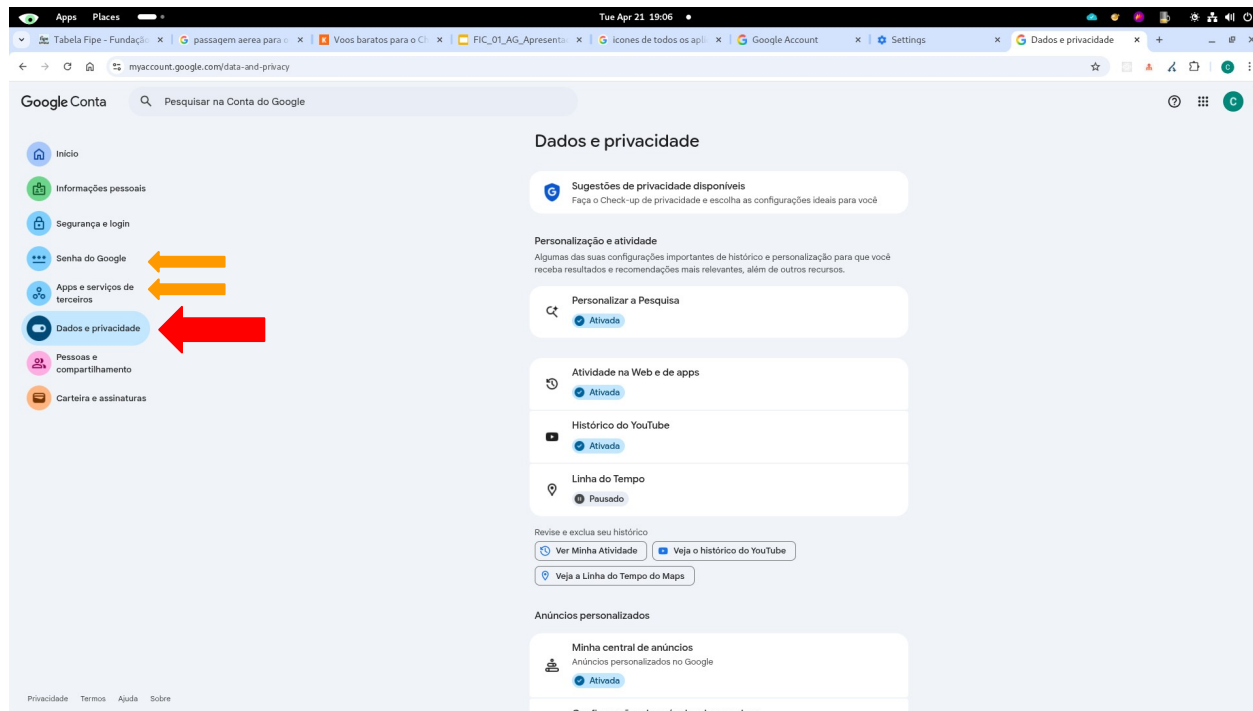 Apps Places
Tue Apr 21 19:06
Tabela Fipe - Fundação
passagem aerea para o
Voos baratos para o Ch
FIC_01_AG_Apresenta
icones de todos os apli
Google Account
Settings
Dados e privacidade
myaccount.google.com/data-and-privacy
C
Google Conta
Pesquisar na Conta do Google
C
Início
Informações pessoais
Segurança e login
Senha do Google
Apps e serviços de
terceiros
Dados e privacidade
Pessoas e
compartilhamento
Carteira e assinaturas
Dados e privacidade
Sugestões de privacidade disponíveis
Faça o Check-up de privacidade e escolha as configurações ideais para você
Personalização e atividade
Algumas das suas configurações importantes de histórico e personalização para que você
receba resultados e recomendações mais relevantes, além de outros recursos.
Personalizar a Pesquisa
Ativada
Atividade na Web e de apps
Ativada
Histórico do YouTube
Ativada
Linha do Tempo
Pausado
Revise e exclua seu histórico
Ver Minha Atividade
Veja o histórico do YouTube
Veja a Linha do Tempo do Maps
Anúncios personalizados
Minha central de anúncios
Anúncios personalizados no Google
Ativada
Privacidade Termos Ajuda Sobre